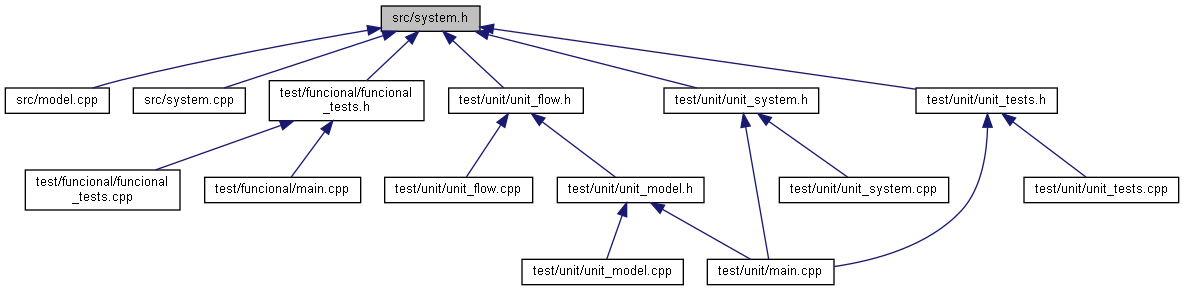 src/system.h
src/model.cpp
src/system.cpp
test/funcional/funcional
_tests.h
test/unit/unit_flow.h
test/unit/unit_system.h
test/unit/unit_tests.h
test/funcional/funcional
_tests.cpp
test/funcional/main.cpp
test/unit/unit_flow.cpp
test/unit/unit_model.h
test/unit/unit_system.cpp
test/unit/unit_tests.cpp
test/unit/unit_model.cpp
test/unit/main.cpp